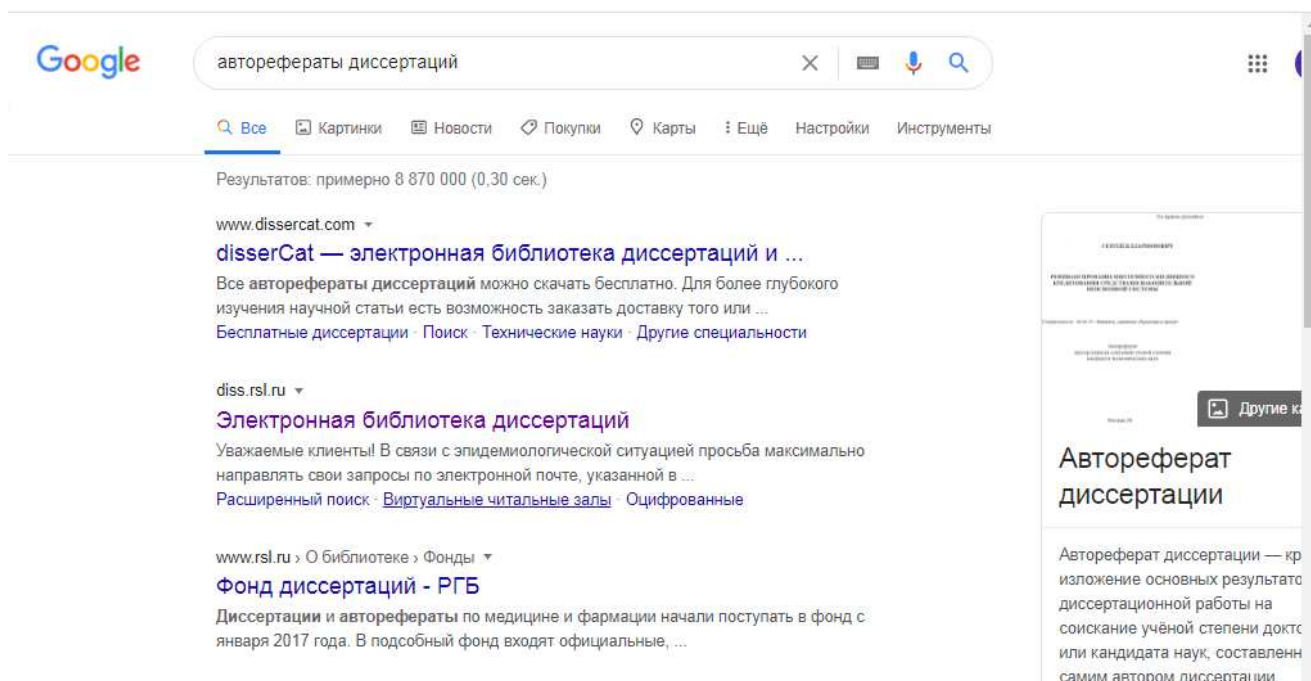 Google
авторефераты диссертаций
Все Картинки Новости Покупки Карты Ещё Настройки Инструменты
Результатов: примерно 8 870 000 (0,30 сек.)
www.dissercat.com
disserCat — электронная библиотека диссертаций и ...
Все авторефераты диссертаций можно скачать бесплатно. Для более глубокого
изучения научной статьи есть возможность заказать доставку того или ...
Бесплатные диссертации · Поиск · Технические науки · Другие специальности
diss.rsl.ru
Электронная библиотека диссертаций
Уважаемые клиенты! В связи с эпидемиологической ситуацией просьба максимально
направлять свои запросы по электронной почте, указанной в ...
Расширенный поиск · Виртуальные читальные залы · Оцифрованные
www.rsl.ru › О библиотеке › Фонды
Фонд диссертаций - РГБ
Диссертации и авторефераты по медицине и фармации начали поступать в фонд с
января 2017 года. В подсобный фонд входят официальные, ...
Другие ка
Автореферат
диссертации
Автореферат диссертации — кр
изложение основных результато
диссертационной работы на
соискание учёной степени докто
или кандидата наук, составленн
самим автором диссертации